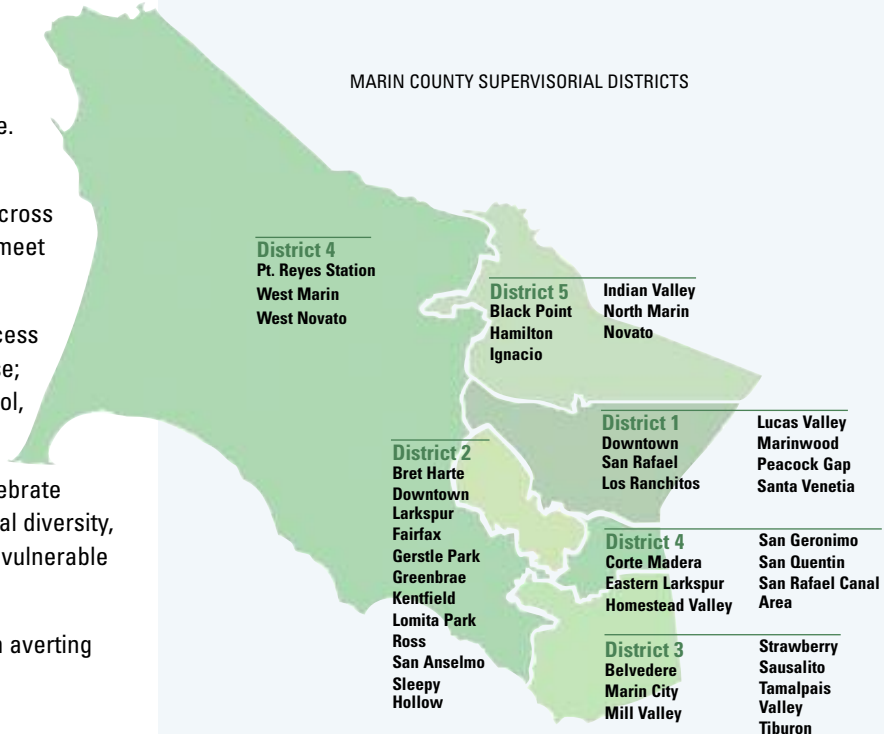 e.
cross
meet
cess
se;
ol,
ebrate
al diversity,
vulnerable
n averting
MARIN COUNTY SUPERVISORIAL DISTRICTS
District 4
Pt. Reyes Station
West Marin
West Novato
District 5
Black Point
Hamilton
Ignacio
Indian Valley
North Marin
Novato
District 1
Downtown
San Rafael
Los Ranchitos
Lucas Valley
Marinwood
Peacock Gap
Santa Venetia
District 2
Bret Harte
Downtown
Larkspur
Fairfax
Gerstle Park
Greenbrae
Kentfield
Lomita Park
Ross
San Anselmo
Sleepy
Hollow
District 4
Corte Madera
Eastern Larkspur
Homestead Valley
San Geronimo
San Quentin
San Rafael Canal
Area
District 3
Belvedere
Marin City
Mill Valley
Strawberry
Sausalito
Tamalpais
Valley
Tiburon